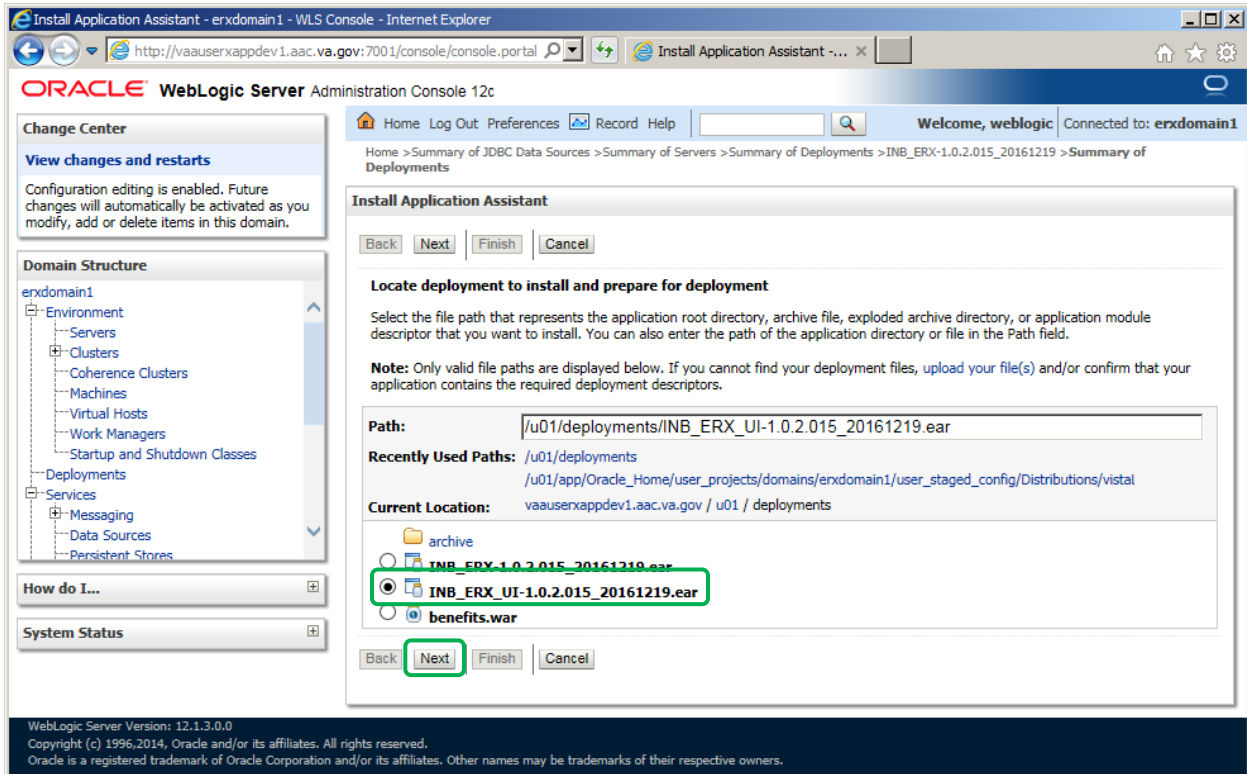 Install Application Assistant - erxdomain1 - WLS Console - Internet Explorer
http://vaauserxappdev1.aac.va.gov:7001/console/console.portal
Install Application Assistant -...
ORACLE WebLogic Server Administration Console 12c
Change Center
View changes and restarts
Configuration editing is enabled. Future
changes will automatically be activated as you
modify, add or delete items in this domain.
Domain Structure
erxdomain1
Environment
Servers
Clusters
Coherence Clusters
Machines
Virtual Hosts
Work Managers
Startup and Shutdown Classes
Deployments
Services
Messaging
Data Sources
Persistent Stores
How do I...
System Status
Home Log Out Preferences Record Help
Welcome, weblogic Connected to: erxdomain1
Home >Summary of JDBC Data Sources >Summary of Servers >Summary of Deployments >INB_ERX-1.0.2.015_20161219 >Summary of
Deployments
Install Application Assistant
Back Next Finish Cancel
Locate deployment to install and prepare for deployment
Select the file path that represents the application root directory, archive file, exploded archive directory, or application module
descriptor that you want to install. You can also enter the path of the application directory or file in the Path field.
Note: Only valid file paths are displayed below. If you cannot find your deployment files, upload your file(s) and/or confirm that your
application contains the required deployment descriptors.
Path: /u01/deployments/INB_ERX_UI-1.0.2.015_20161219.ear
Recently Used Paths: /u01/deployments
/u01/app/Oracle_Home/user_projects/domains/erxdomain1/user_staged_config/Distributions/vistal
Current Location: vaauserxappdev1.aac.va.gov / u01 / deployments
archive
INB_ERX-1.0.2.015_20161219.ear
INB_ERX_UI-1.0.2.015_20161219.ear
benefits.war
Back Next Finish Cancel
WebLogic Server Version: 12.1.3.0.0
Copyright (c) 1996,2014, Oracle and/or its affiliates. All rights reserved.
Oracle is a registered trademark of Oracle Corporation and/or its affiliates. Other names may be trademarks of their respective owners.